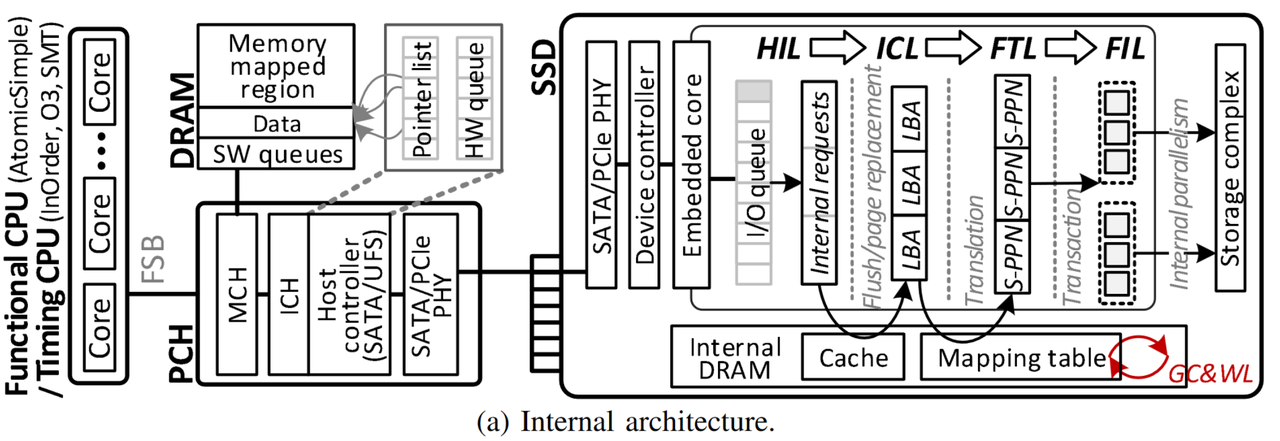 Functional CPU (AtomicSimple)
/ Timing CPU (InOrder, O3, SMT)
Core
Core
Core
FSB
DRAM
Memory
mapped
region
Data
SW queues
Pointer list
HW queue
PCH
MCH
ICH
Host
controller
(SATA/UFS)
SATA/PCIe
PHY
SSD
SATA/PCIe PHY
Device controller
Embedded core
I/O queue
HIL
ICL
FTL
FIL
Internal requests
Flush/page replacement
LBA
LBA
LBA
Translation
S-PPN
S-PPN
S-PPN
Transaction
Internal parallelism
Storage complex
Internal
DRAM
Cache
Mapping table
GC&WL
(a) Internal architecture.